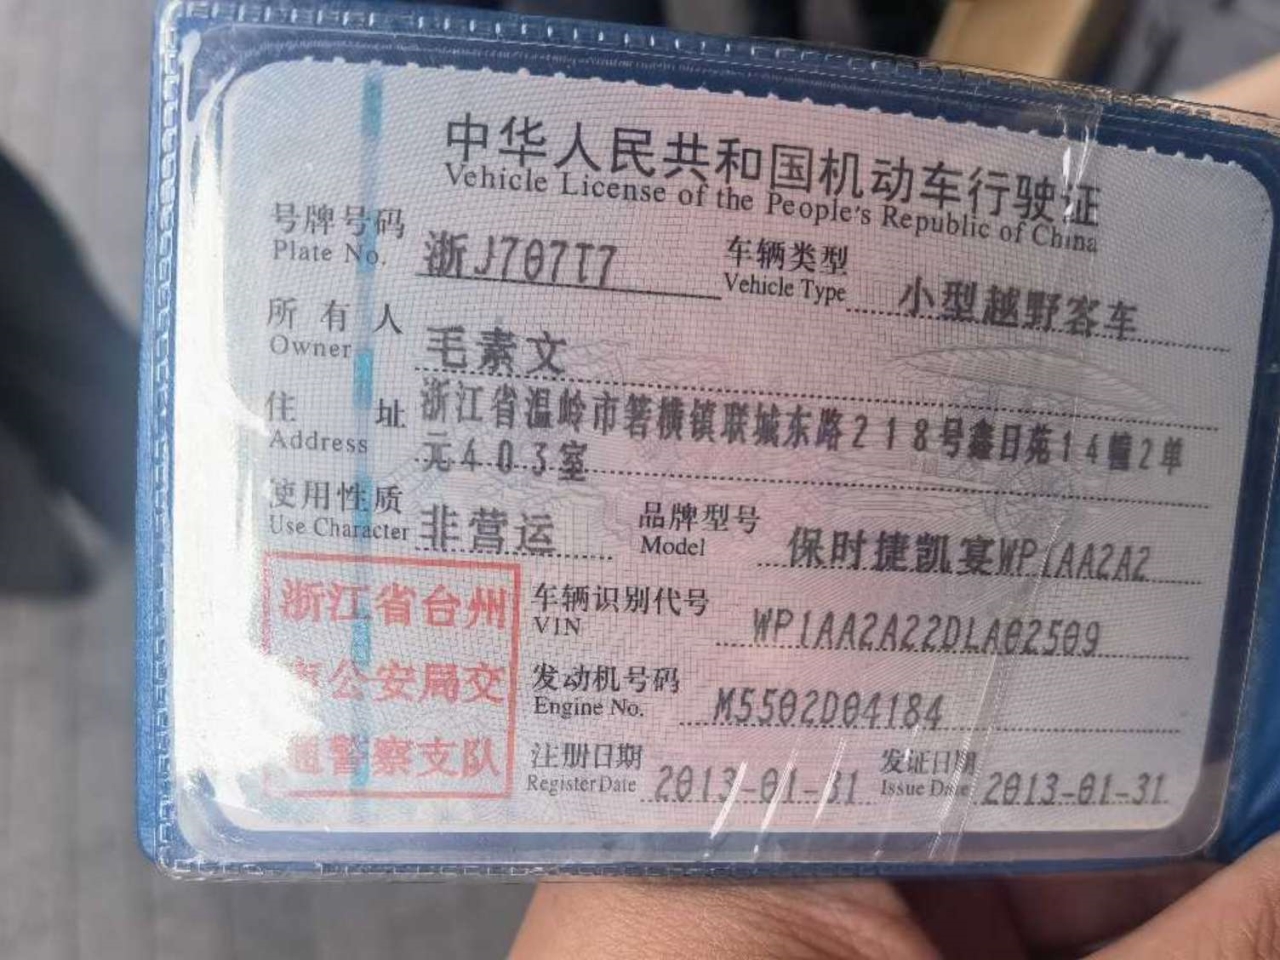 中华人民共和国机动车行驶证
Vehicle License of the People's Republic of China
号牌号码 浙J707T7 车辆类型 小型越野客车
Plate No. Vehicle Type
所有人 毛素文
Owner
住址 浙江省温岭市箬横镇联城东路218号鑫日苑14幢2单
Address 元403室
使用性质 非营运 品牌型号 保时捷凯宴WP1AA2A2
Use Character Model
浙江省台州 车辆识别代号 WP1AA2A22DLA02509
VIN
市公安局交 发动机号码 M5502D04184
Engine No.
通警察支队 注册日期 2013-01-31 发证日期 2013-01-31
Register Date Issue Date